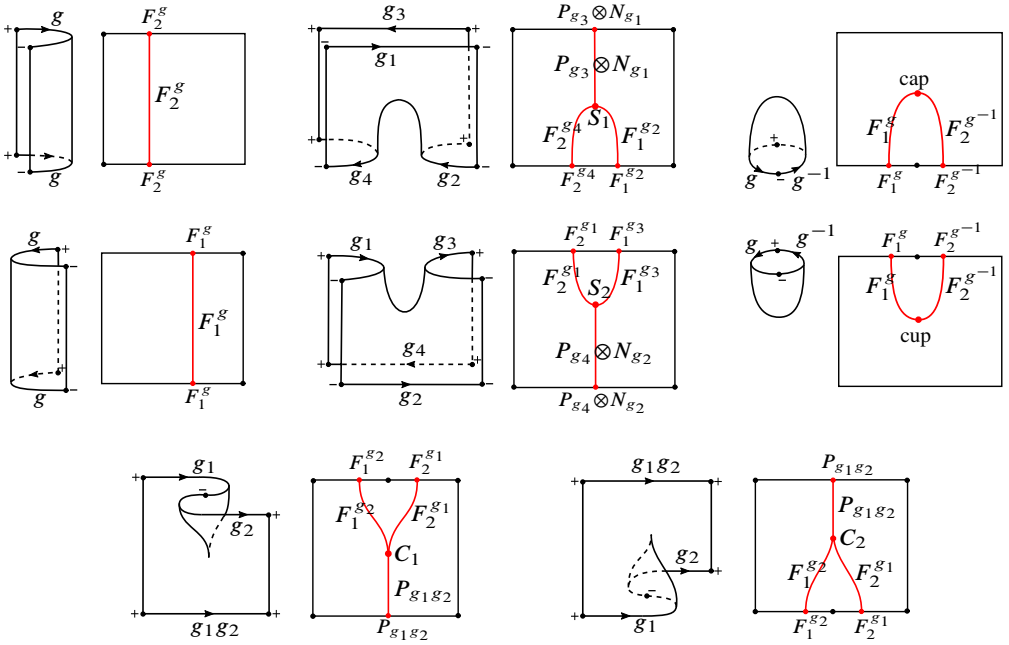 + g − + g −
F_2^g F_2^g F_2^g
g_3 + − + g_1 − + g_4 − g_2 −
P_{g_3} ⊗ N_{g_1} P_{g_3} ⊗ N_{g_1} S_1 F_2^{g_4} F_1^{g_2} F_2^{g_4} F_1^{g_2}
+ g − g^{-1}
cap F_1^g F_2^{g^{-1}} F_1^g F_2^{g^{-1}}
g + − + g −
F_1^g F_1^g F_1^g
g_1 g_3 + + − − g_4 + + − g_2 −
F_2^{g_1} F_1^{g_3} F_2^{g_1} S_2 F_1^{g_3} P_{g_4} ⊗ N_{g_2} P_{g_4} ⊗ N_{g_2}
g + g^{-1} −
F_1^g F_2^{g^{-1}} F_1^g F_2^{g^{-1}} cup
g_1 + − g_2 + + g_1g_2 +
F_1^{g_2} F_2^{g_1} F_1^{g_2} F_2^{g_1} C_1 P_{g_1g_2} P_{g_1g_2}
g_1g_2 + + g_2 + − + g_1
P_{g_1g_2} P_{g_1g_2} C_2 F_1^{g_2} F_2^{g_1} F_1^{g_2} F_2^{g_1}